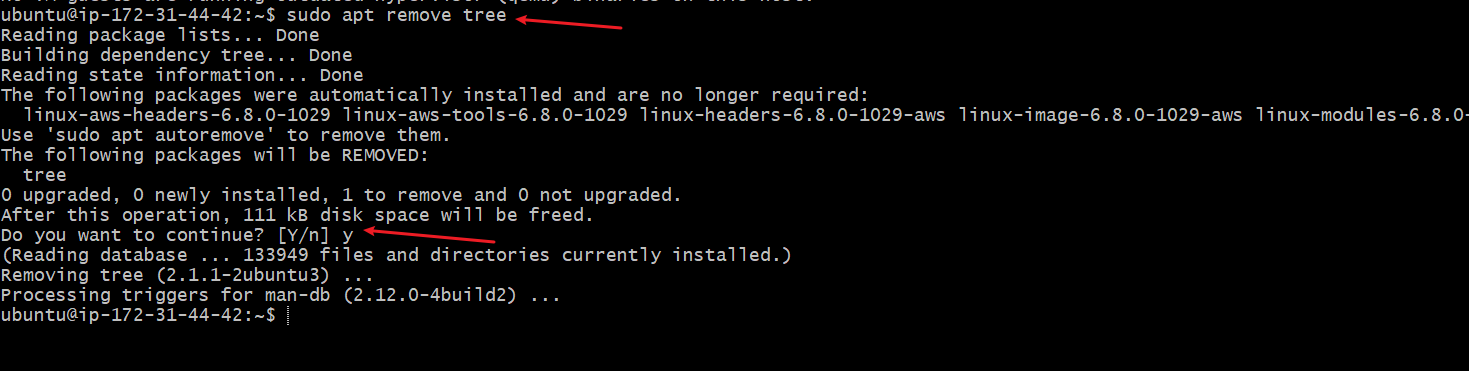 ubuntu@ip-172-31-44-42:~$ sudo apt remove tree
Reading package lists... Done
Building dependency tree... Done
Reading state information... Done
The following packages were automatically installed and are no longer required:
  linux-aws-headers-6.8.0-1029 linux-aws-tools-6.8.0-1029 linux-headers-6.8.0-1029-aws linux-image-6.8.0-1029-aws linux-modules-6.8.0-
Use 'sudo apt autoremove' to remove them.
The following packages will be REMOVED:
  tree
0 upgraded, 0 newly installed, 1 to remove and 0 not upgraded.
After this operation, 111 kB disk space will be freed.
Do you want to continue? [Y/n] y
(Reading database ... 133949 files and directories currently installed.)
Removing tree (2.1.1-2ubuntu3) ...
Processing triggers for man-db (2.12.0-4build2) ...
ubuntu@ip-172-31-44-42:~$